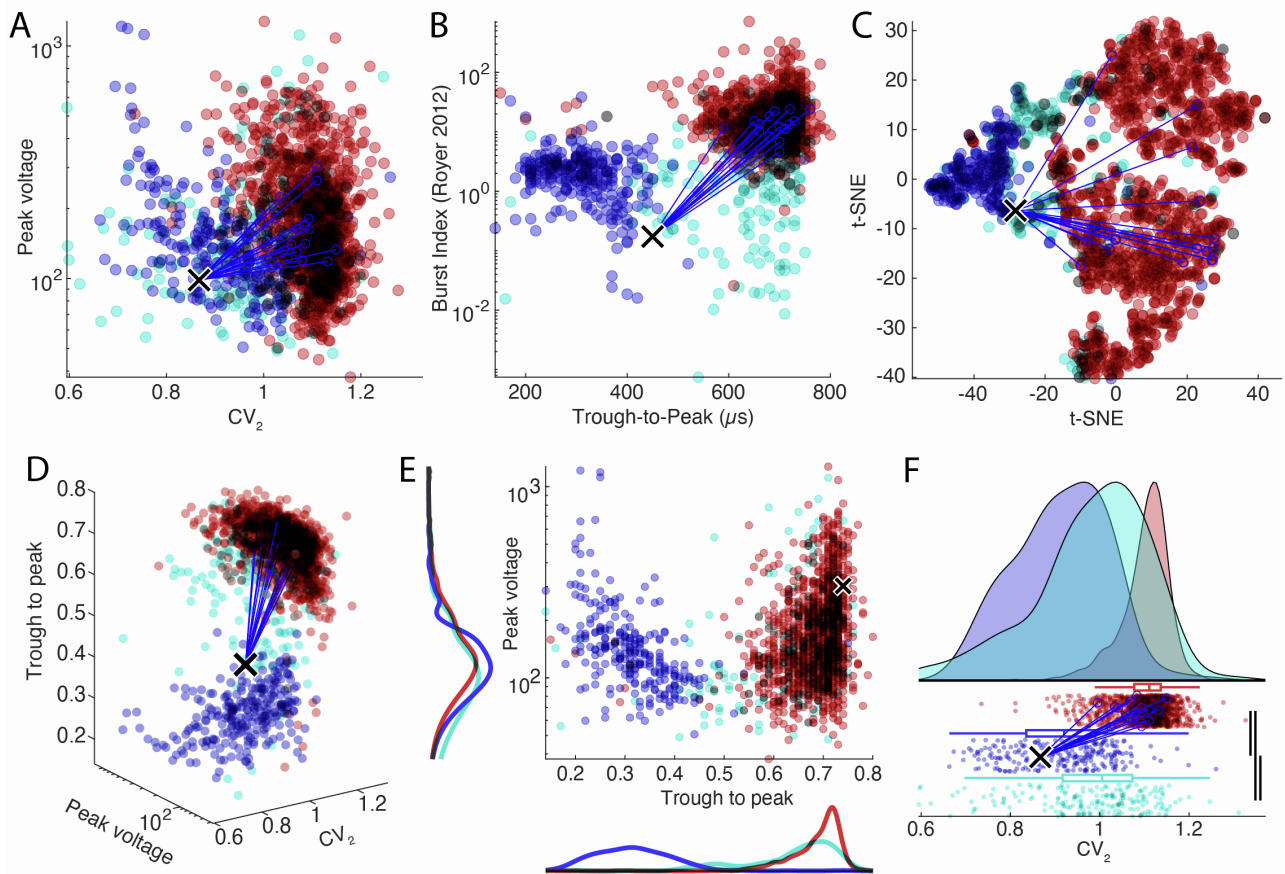 A
Peak voltage
10³
10²
0.6
0.8
1
1.2
CV₂
B
Burst Index (Royer 2012)
10²
10⁰
10⁻²
200
400
600
800
Trough-to-Peak (μs)
C
t-SNE
30
20
10
0
-10
-20
-30
-40
-40
-20
0
20
40
t-SNE
D
Trough to peak
0.8
0.7
0.6
0.5
0.4
0.3
0.2
Peak voltage
10²
0.6
0.8
1
1.2
CV₂
E
Peak voltage
10³
10²
0.2
0.3
0.4
0.5
0.6
0.7
0.8
Trough to peak
F
0.6
0.8
1
1.2
CV₂